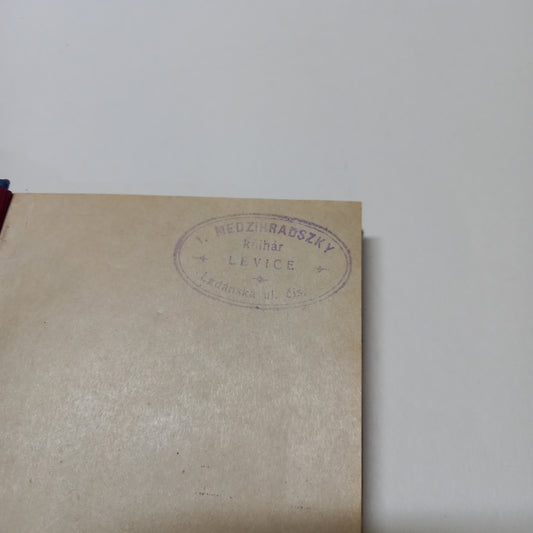 I. MEDZIHRADSZKY
knihár
LEVICE
Ladánska ul. čís.